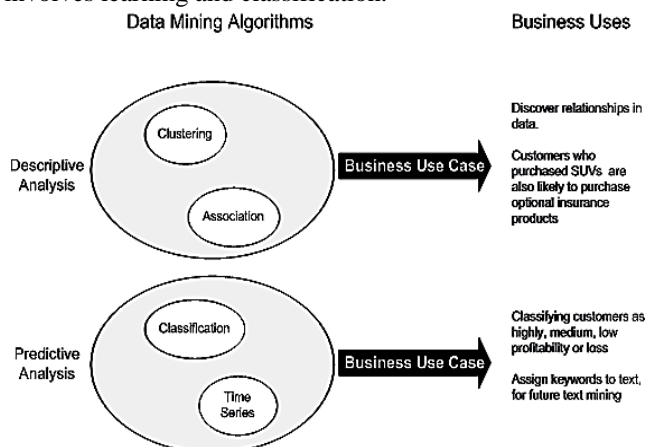 involves learning and classification.
Data Mining Algorithms
Business Uses
Descriptive
Analysis
Clustering
Association
Business Use Case
Discover relationships in
data.
Customers who
purchased SUVs are
also likely to purchase
optional insurance
products
Predictive
Analysis
Classification
Time
Series
Business Use Case
Classifying customers as
highly, medium, low
profitability or loss
Assign keywords to text,
for future text mining